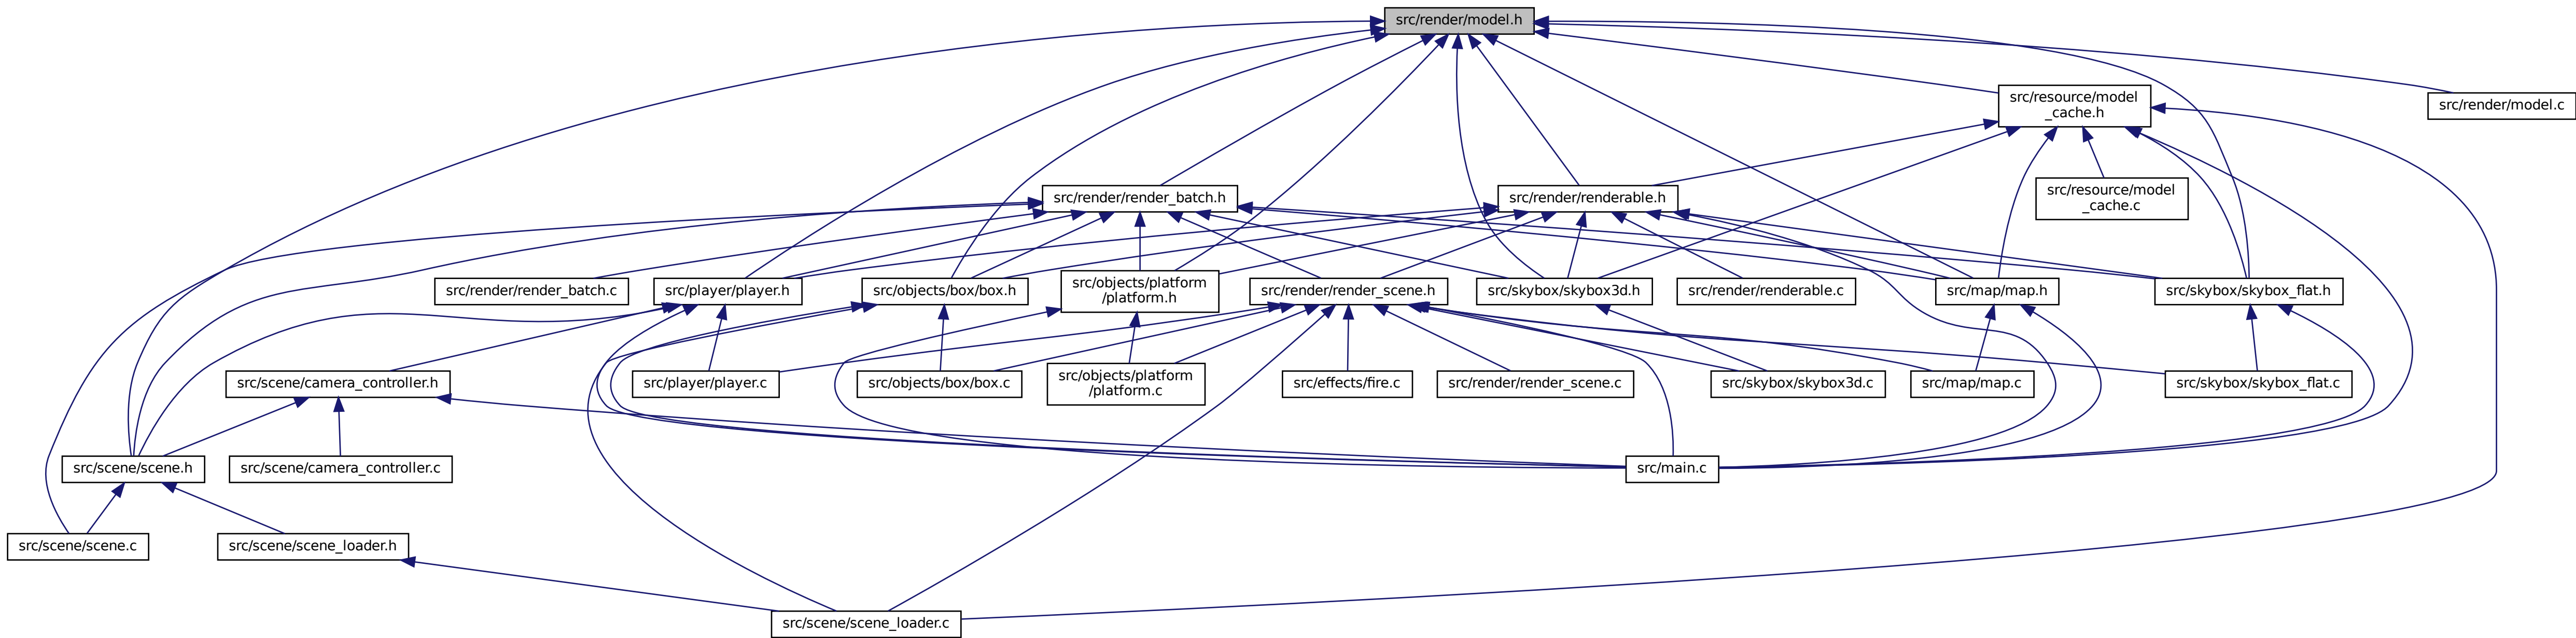 src/render/model.h
src/resource/model
_cache.h
src/render/model.c
src/render/render_batch.h
src/render/renderable.h
src/resource/model
_cache.c
src/render/render_batch.c
src/player/player.h
src/objects/box/box.h
src/objects/platform
/platform.h
src/render/render_scene.h
src/skybox/skybox3d.h
src/render/renderable.c
src/map/map.h
src/skybox/skybox_flat.h
src/scene/camera_controller.h
src/player/player.c
src/objects/box/box.c
src/objects/platform
/platform.c
src/effects/fire.c
src/render/render_scene.c
src/skybox/skybox3d.c
src/map/map.c
src/skybox/skybox_flat.c
src/scene/scene.h
src/scene/camera_controller.c
src/main.c
src/scene/scene.c
src/scene/scene_loader.h
src/scene/scene_loader.c